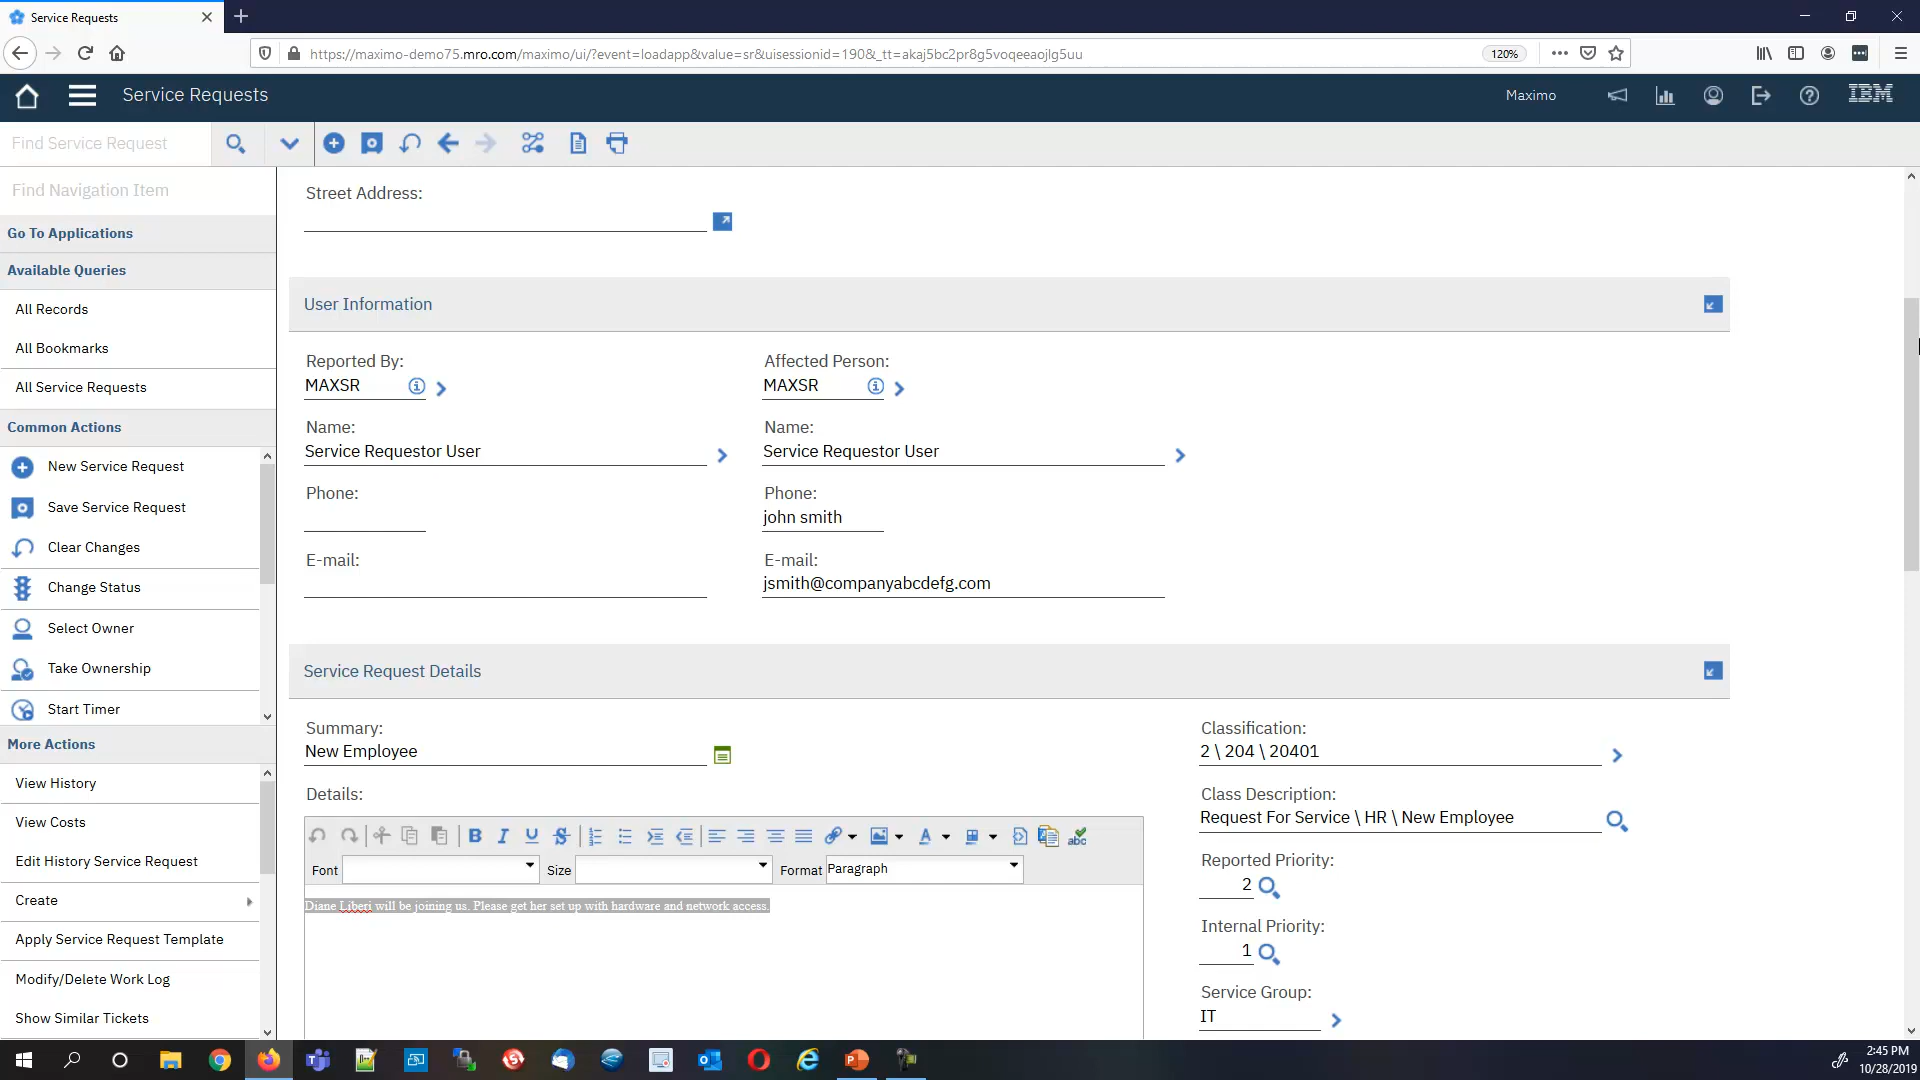 Service Requests
https://maximo-demo75.mro.com/maximo/ui/?event=loadapp&value=sr&uisessionid=190&_tt=akaj5bc2pr8g5voqeeaojlg5uu
120%
Service Requests
Maximo
IBM
Find Service Request
Find Navigation Item
Go To Applications
Available Queries
All Records
All Bookmarks
All Service Requests
Common Actions
New Service Request
Save Service Request
Clear Changes
Change Status
Select Owner
Take Ownership
Start Timer
More Actions
View History
View Costs
Edit History Service Request
Create
Apply Service Request Template
Modify/Delete Work Log
Show Similar Tickets
Street Address:
User Information
Reported By:
MAXSR
Name:
Service Requestor User
Phone:
E-mail:
Affected Person:
MAXSR
Name:
Service Requestor User
Phone:
john smith
E-mail:
jsmith@companyabcdefg.com
Service Request Details
Summary:
New Employee
Details:
Font
Size
Format Paragraph
Diane Liberi will be joining us. Please get her set up with hardware and network access.
Classification:
2 \ 204 \ 20401
Class Description:
Request For Service \ HR \ New Employee
Reported Priority:
2
Internal Priority:
1
Service Group:
IT
2:45 PM
10/28/2019